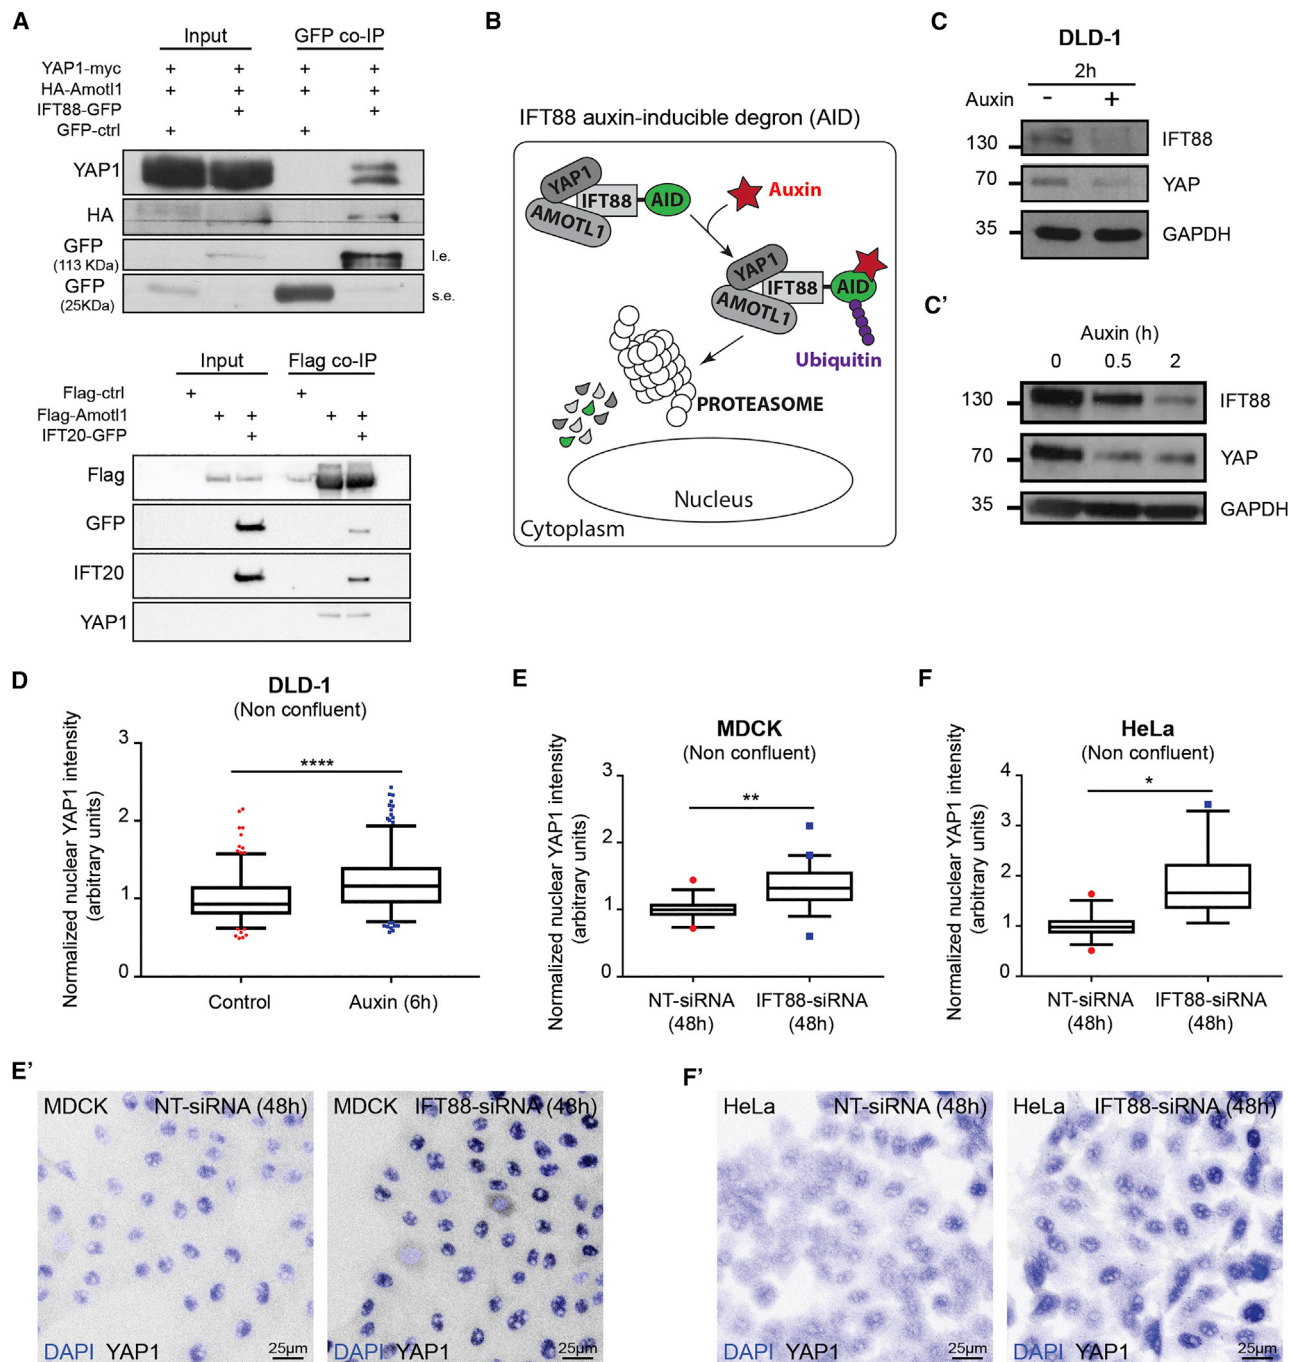 A
Input GFP co-IP
YAP1-myc + + + +
HA-Amotl1 + + + +
IFT88-GFP + +
GFP-ctrl + +
YAP1
HA
GFP
(113 KDa)
l.e.
GFP
(25KDa)
s.e.
Input Flag co-IP
Flag-ctrl + +
Flag-Amotl1 + + + +
IFT20-GFP + +
Flag
GFP
IFT20
YAP1
B
IFT88 auxin-inducible degron (AID)
YAP1
IFT88
AID
AMOTL1
Auxin
YAP1
IFT88
AID
AMOTL1
Ubiquitin
PROTEASOME
Nucleus
Cytoplasm
C
DLD-1
2h
Auxin - +
130 IFT88
70 YAP
35 GAPDH
C'
Auxin (h)
0 0.5 2
130 IFT88
70 YAP
35 GAPDH
D
DLD-1
(Non confluent)
Normalized nuclear YAP1 intensity
(arbitrary units)
3
2
1
0
****
Control Auxin (6h)
E
MDCK
(Non confluent)
Normalized nuclear YAP1 intensity
(arbitrary units)
3
2
1
0
**
NT-siRNA IFT88-siRNA
(48h) (48h)
F
HeLa
(Non confluent)
Normalized nuclear YAP1 intensity
(arbitrary units)
4
3
2
1
0
*
NT-siRNA IFT88-siRNA
(48h) (48h)
E'
MDCK NT-siRNA (48h)
DAPI YAP1 25µm
MDCK IFT88-siRNA (48h)
DAPI YAP1 25µm
F'
HeLa NT-siRNA (48h)
DAPI YAP1 25µm
HeLa IFT88-siRNA (48h)
DAPI YAP1 25µm